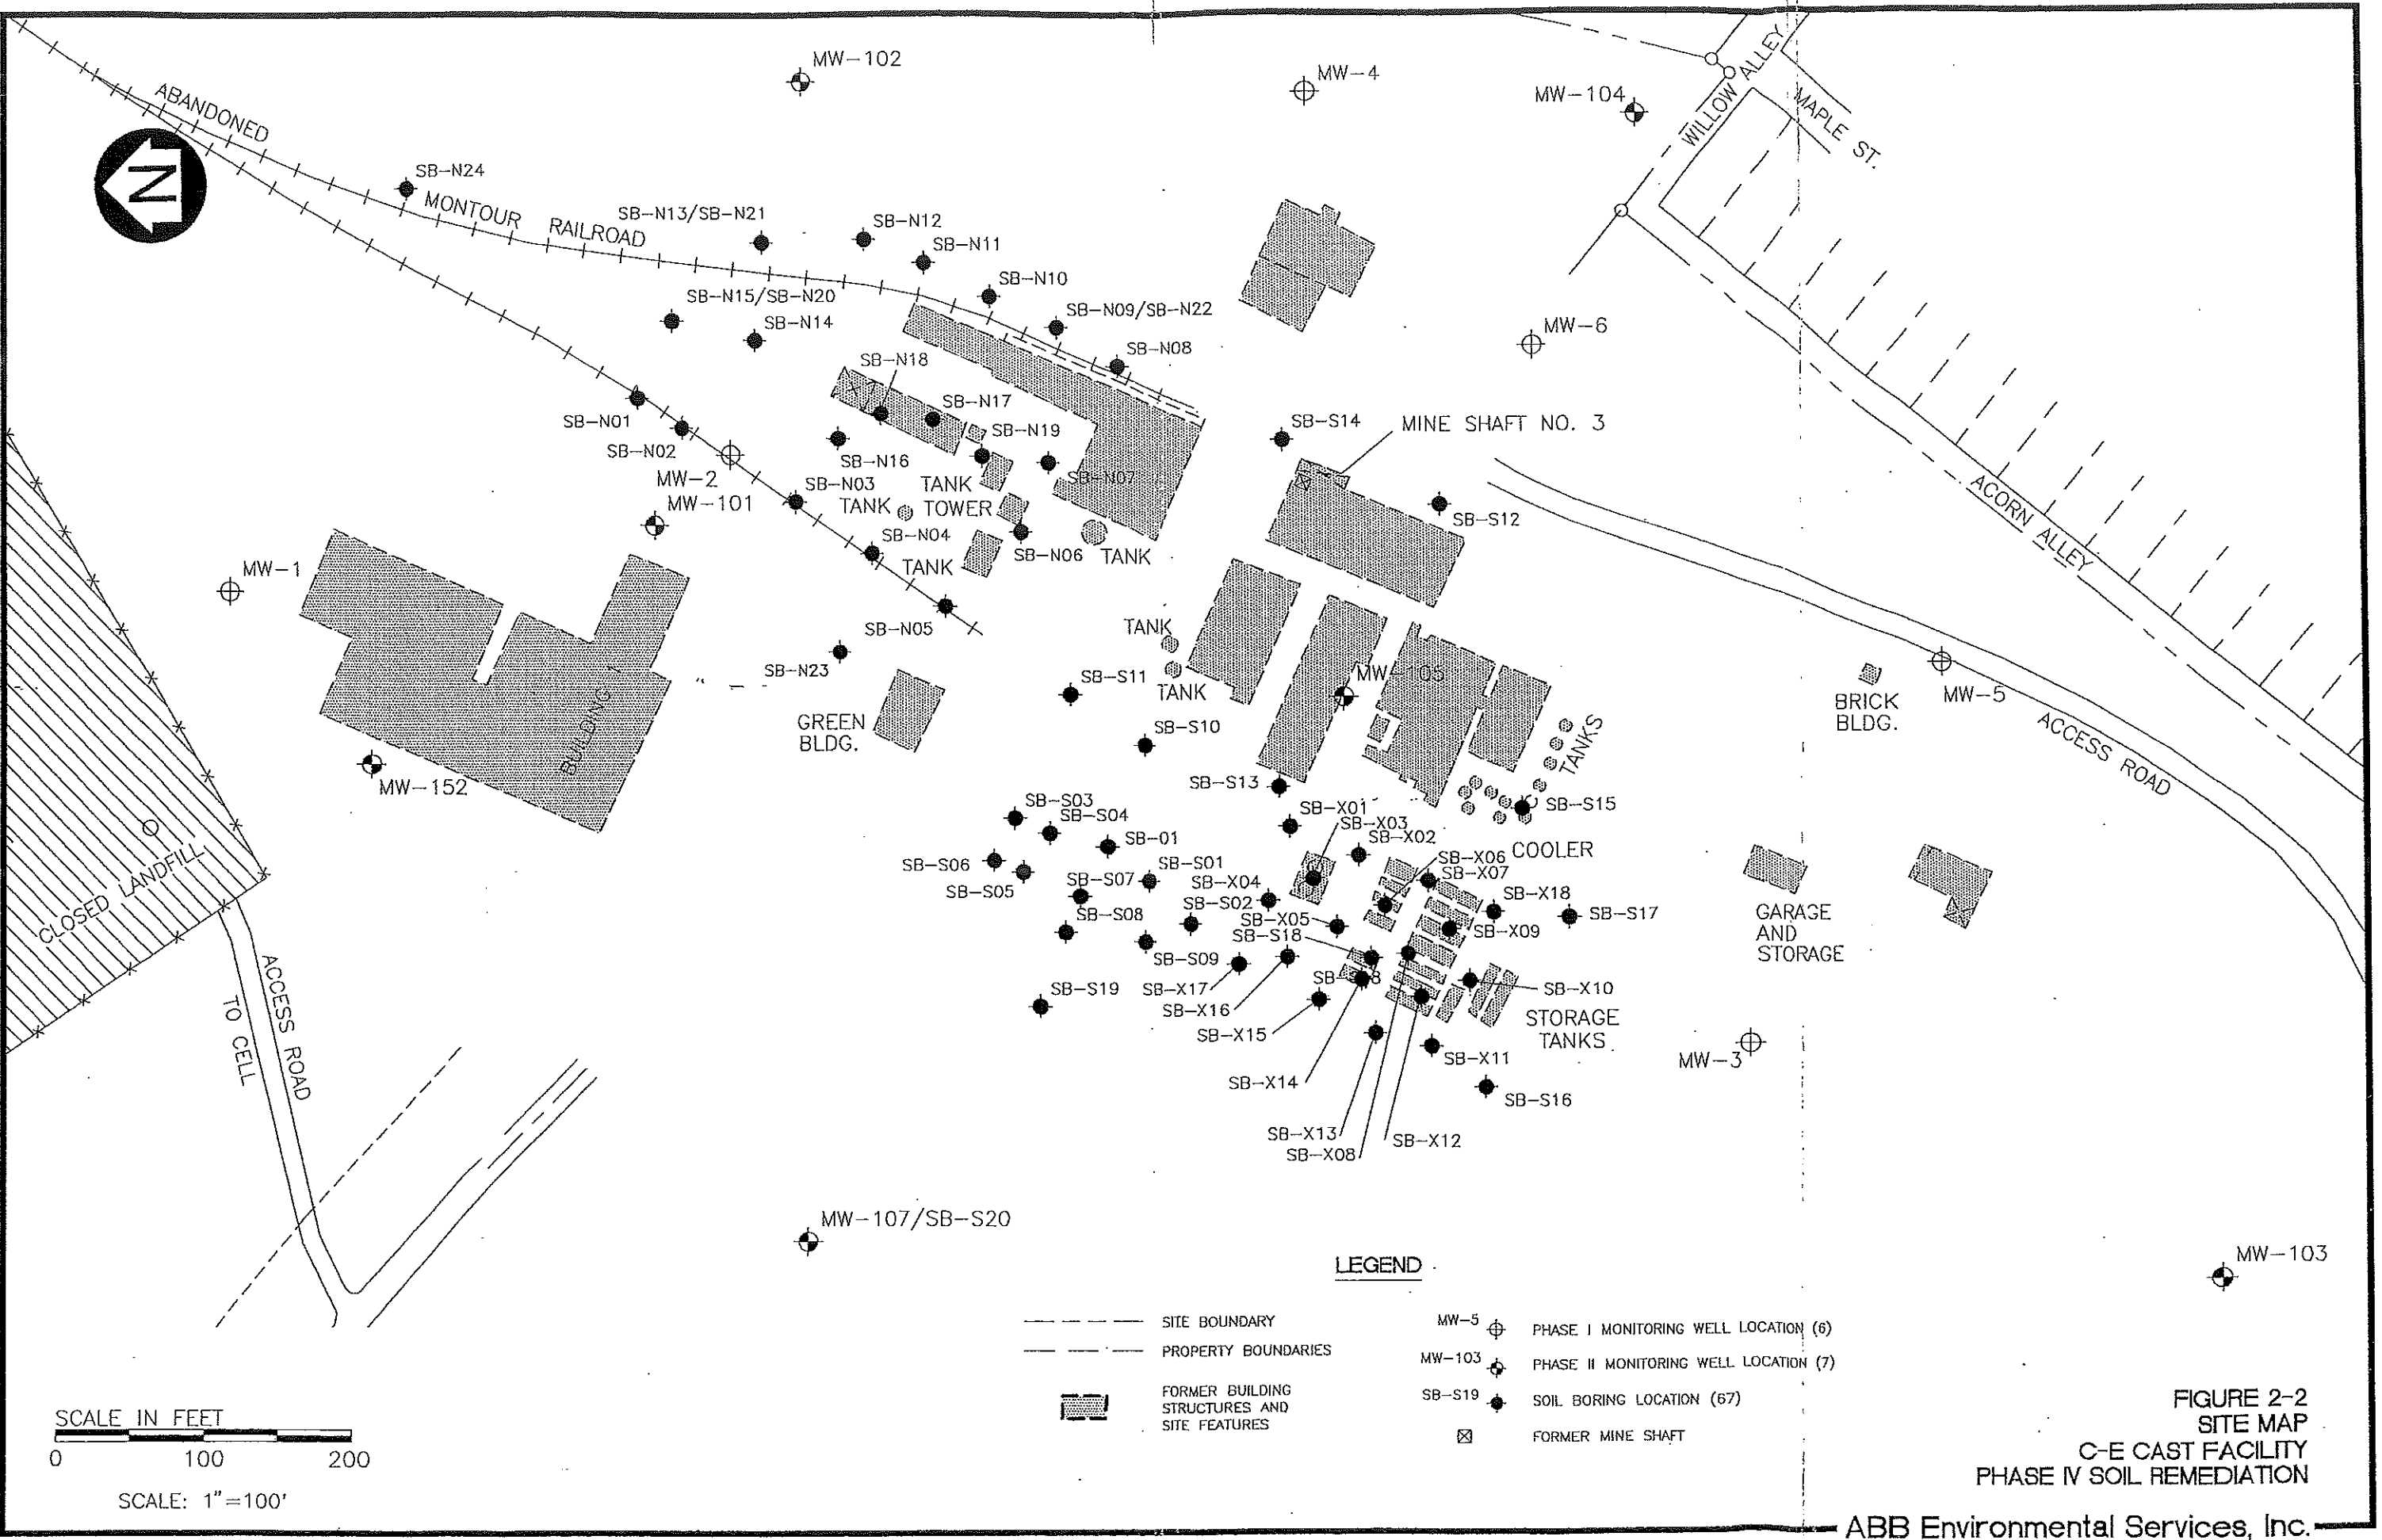 MW-102
MW-4
MW-104
WILLOW ALLEY
MAPLE ST.
ABANDONED
MONTOUR RAILROAD
N
SB-N24
SB-N13/SB-N21
SB-N12
SB-N11
SB-N10
SB-N15/SB-N20
SB-N14
SB-N09/SB-N22
SB-N08
MW-6
SB-N18
SB-N17
SB-N01
SB-N02
SB-N19
SB-N16
SB-S14
MINE SHAFT NO. 3
MW-2
MW-101
SB-N03
TANK
SB-N07
TANK
TOWER
SB-S12
ACORN ALLEY
SB-N04
TANK
SB-N06
TANK
MW-1
SB-N05
TANK
SB-N23
SB-S11
TANK
MW-105
BUILDING 1
GREEN
BLDG.
SB-S10
TANKS
BRICK
BLDG.
MW-5
ACCESS ROAD
MW-152
SB-S13
SB-S03
SB-S04
SB-X01
SB-X03
SB-S15
SB-01
SB-X02
COOLER
SB-S06
SB-S05
SB-S01
SB-X06
SB-X07
SB-S07
SB-X04
SB-X18
SB-S17
SB-S08
SB-S02
SB-X05
SB-X09
GARAGE
AND
STORAGE
CLOSED LANDFILL
SB-S18
SB-S09
SB-S19
SB-X17
SB-X10
SB-X16
STORAGE
TANKS
SB-X15
ACCESS ROAD
TO CELL
SB-X11
MW-3
SB-X14
SB-S16
SB-X13
SB-X12
SB-X08
MW-107/SB-S20
MW-103
LEGEND
SITE BOUNDARY
PROPERTY BOUNDARIES
FORMER BUILDING
STRUCTURES AND
SITE FEATURES
MW-5 PHASE I MONITORING WELL LOCATION (6)
MW-103 PHASE II MONITORING WELL LOCATION (7)
SB-S19 SOIL BORING LOCATION (67)
FORMER MINE SHAFT
SCALE IN FEET
0 100 200
SCALE: 1"=100'
FIGURE 2-2
SITE MAP
C-E CAST FACILITY
PHASE IV SOIL REMEDIATION
ABB Environmental Services, Inc.